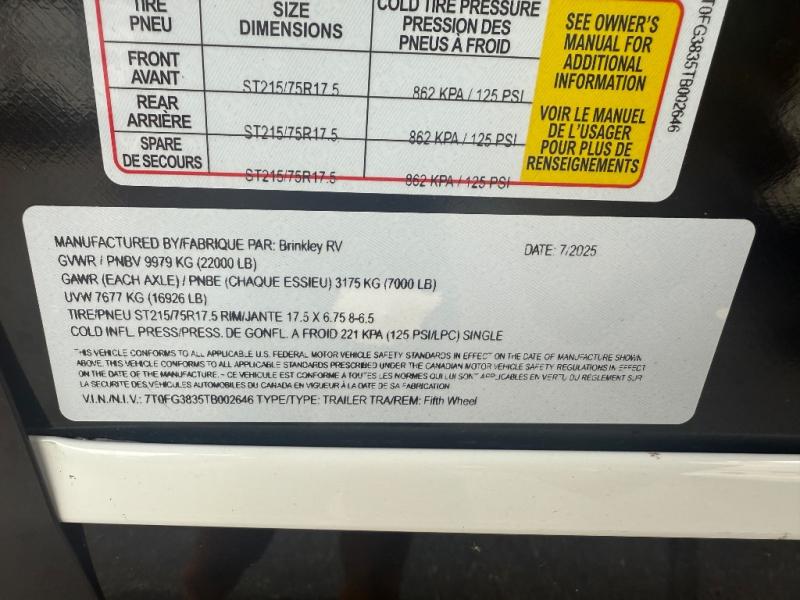 TIRE
PNEU
SIZE
DIMENSIONS
COLD TIRE PRESSURE
PRESSION DES
PNEUS À FROID
SEE OWNER'S
MANUAL FOR
ADDITIONAL
INFORMATION
FRONT
AVANT
ST215/75R17.5
862 KPA / 125 PSI
REAR
ARRIÈRE
ST215/75R17.5
862 KPA / 125 PSI
SPARE
DE SECOURS
ST215/75R17.5
862 KPA / 125 PSI
VOIR LE MANUEL
DE L'USAGER
POUR PLUS DE
RENSEIGNEMENTS
T0FG3835TB002646
MANUFACTURED BY/FABRIQUE PAR: Brinkley RV
DATE: 7/2025
GVWR / PNBV 9979 KG (22000 LB)
GAWR (EACH AXLE) / PNBE (CHAQUE ESSIEU) 3175 KG (7000 LB)
UVW 7677 KG (16926 LB)
TIRE/PNEU ST215/75R17.5 RIM/JANTE 17.5 X 6.75 8-6.5
COLD INFL. PRESS/PRESS. DE GONFL. A FROID 221 KPA (125 PSI/LPC) SINGLE
THIS VEHICLE CONFORMS TO ALL APPLICABLE U.S. FEDERAL MOTOR VEHICLE SAFETY STANDARDS IN EFFECT ON THE DATE OF MANUFACTURE SHOWN
ABOVE. THIS VEHICLE CONFORMS TO ALL APPLICABLE STANDARDS PRESCRIBED UNDER THE CANADIAN MOTOR VEHICLE SAFETY REGULATIONS IN EFFECT
ON THE DATE OF THE MANUFACTURE. - CE VEHICULE EST CONFORME A TOUTES LES NORMES QUI LUI SONT APPLICABLES EN VERTU DU REGLEMENT SUR
LA SECURITE DES VEHICULES AUTOMOBILES DU CANADA EN VIGUEUR À LA DATE DE SA FABRICATION
V.I.N./N.I.V.: 7T0FG3835TB002646 TYPE/TYPE: TRAILER TRA/REM: Fifth Wheel